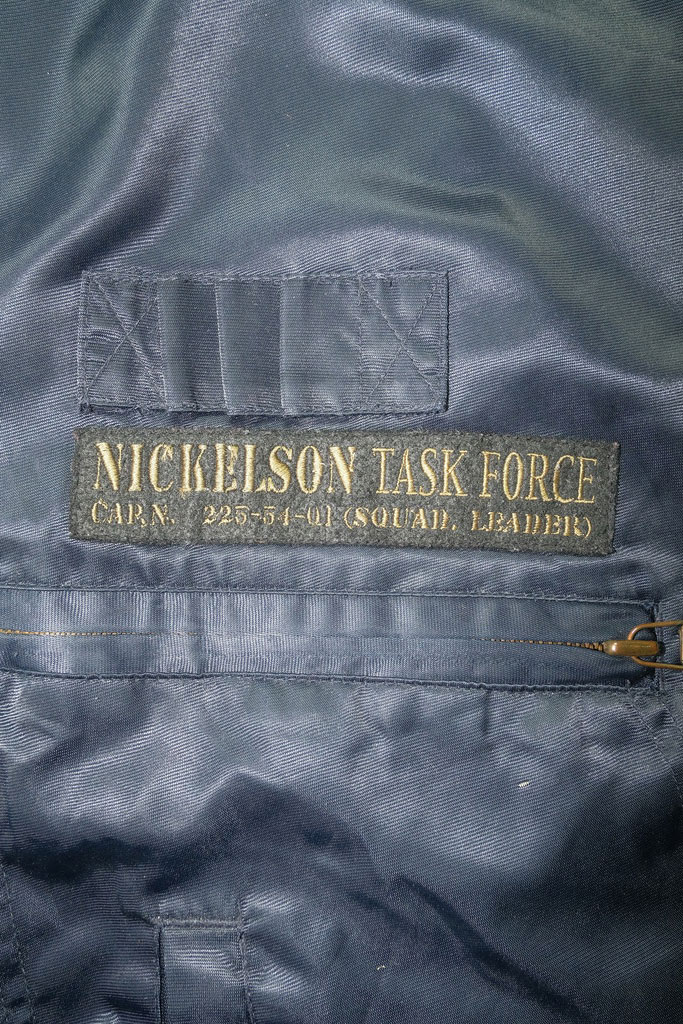 NICKELSON TASK FORCE
CAP.N. 225-54-01 (SQUAD. LEADER)